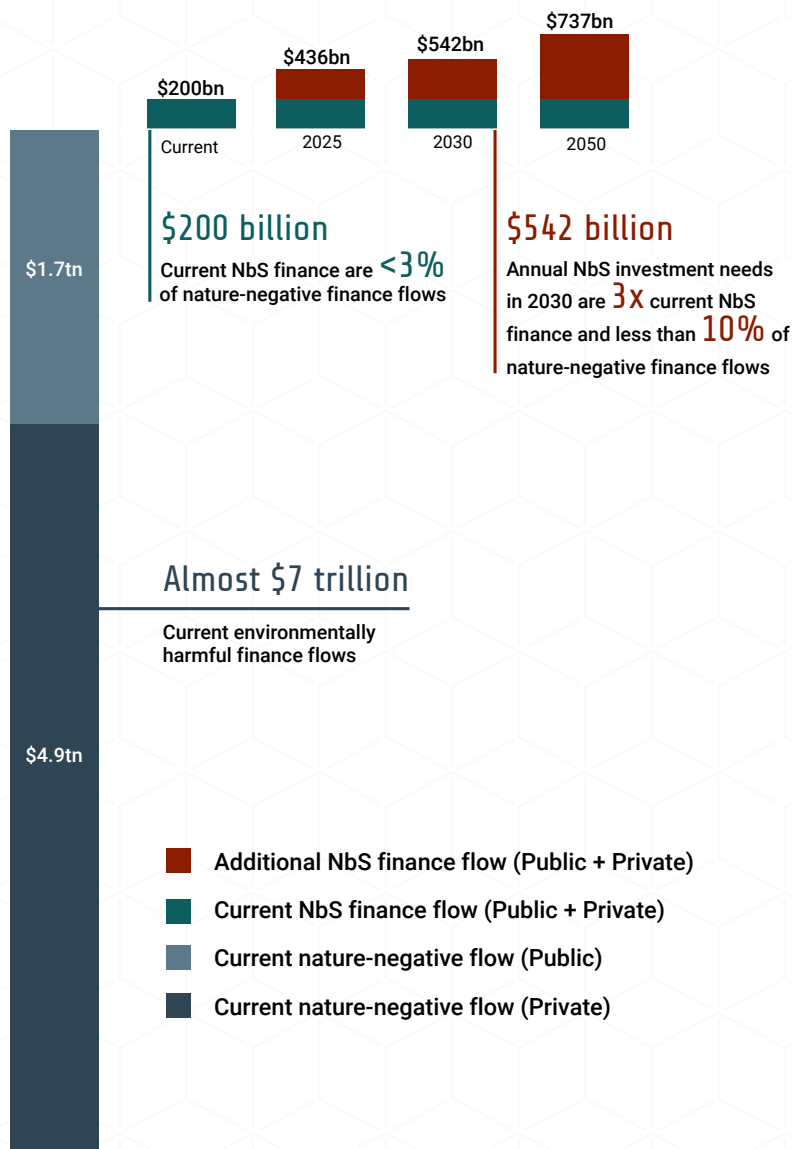 $737bn
$542bn
$436bn
$200bn
Current
2025
2030
2050
$1.7tn
$200 billion
Current NbS finance are <3%
of nature-negative finance flows
$542 billion
Annual NbS investment needs
in 2030 are 3x current NbS
finance and less than 10% of
nature-negative finance flows
Almost $7 trillion
Current environmentally
harmful finance flows
$4.9tn
Additional NbS finance flow (Public + Private)
Current NbS finance flow (Public + Private)
Current nature-negative flow (Public)
Current nature-negative flow (Private)